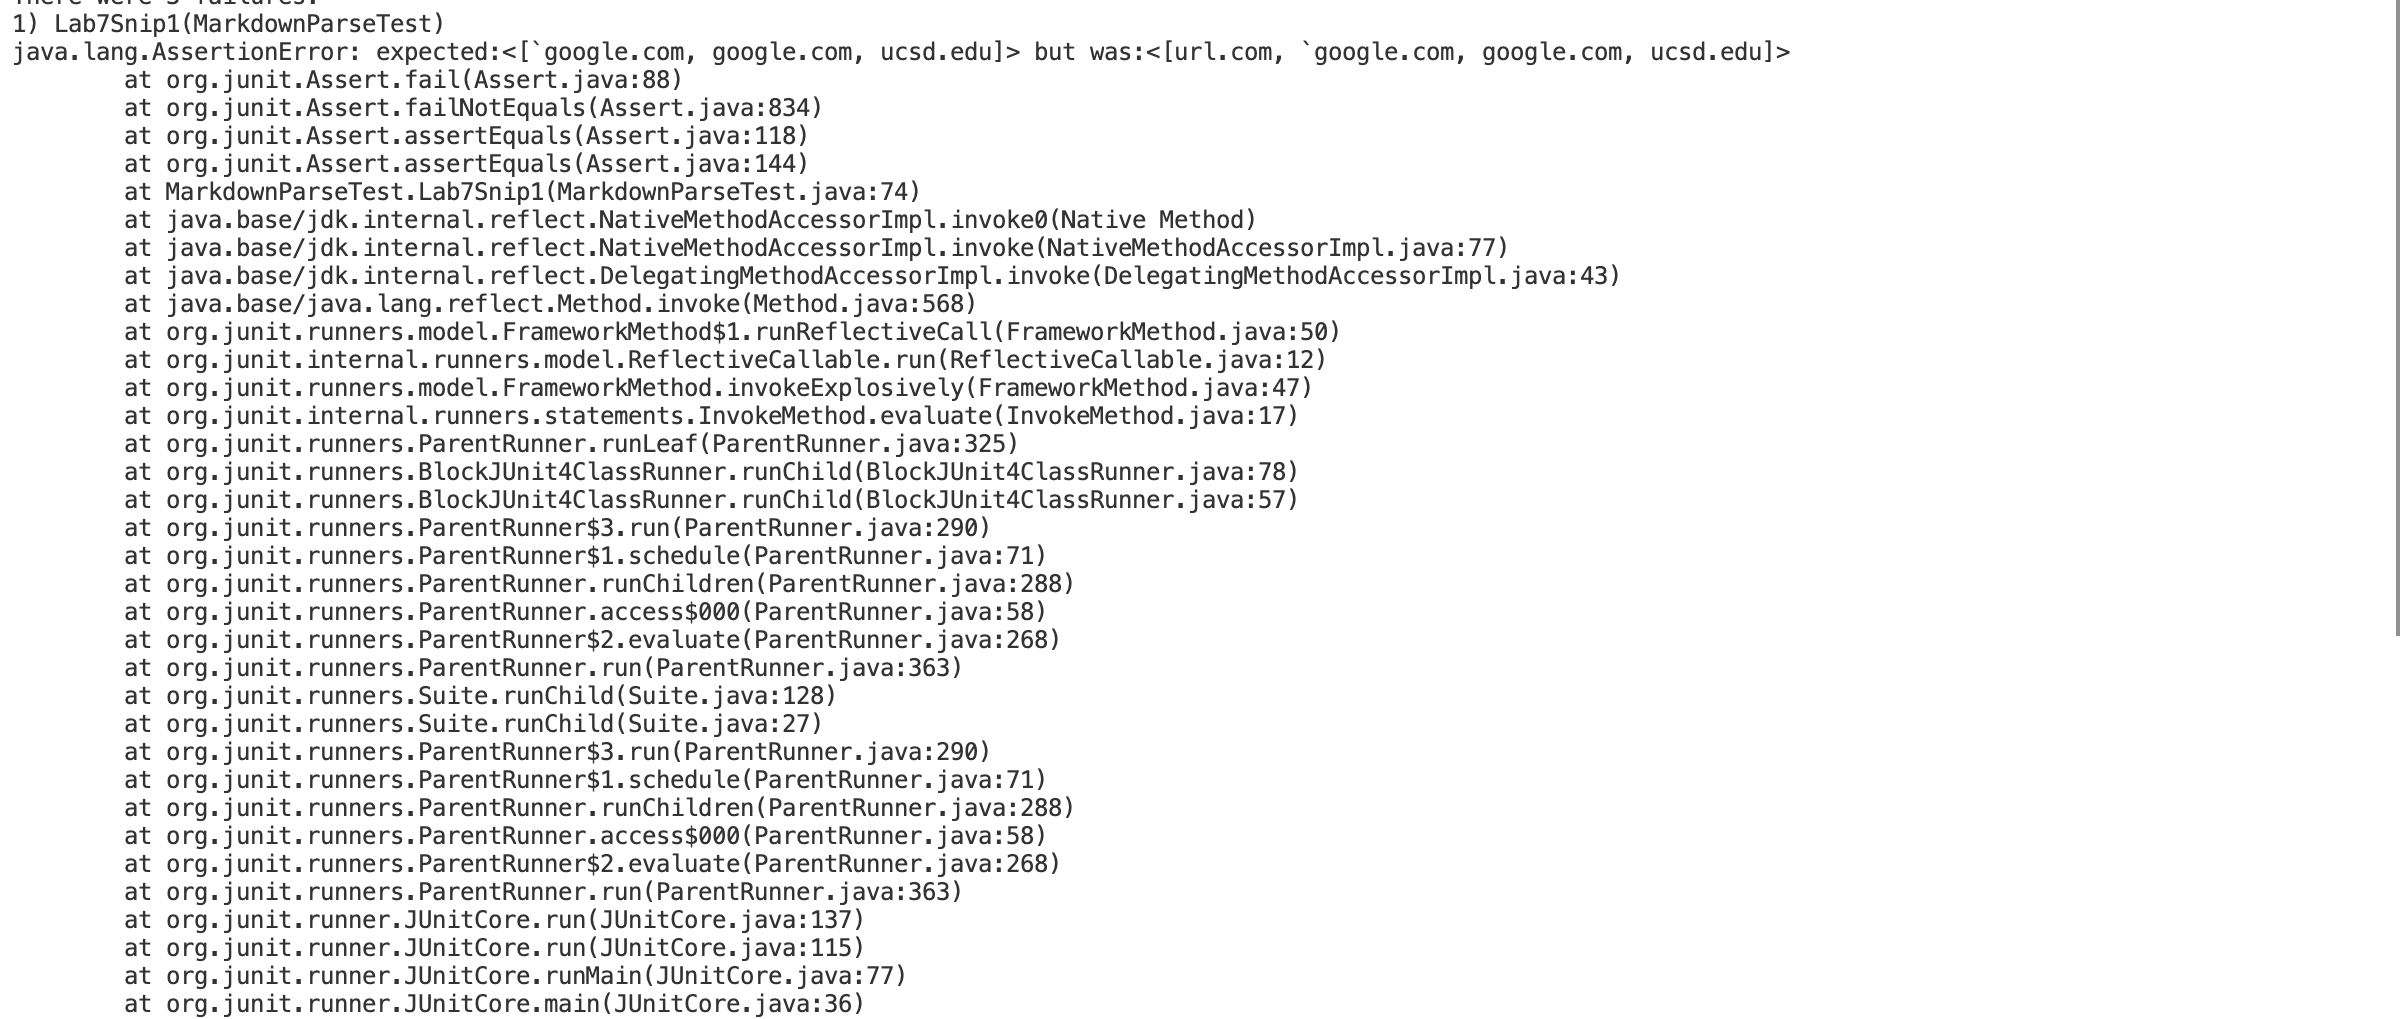 There were 3 failures:
1) Lab7Snip1(MarkdownParseTest)
java.lang.AssertionError: expected:<[`google.com, google.com, ucsd.edu]> but was:<[url.com, `google.com, google.com, ucsd.edu]>
at org.junit.Assert.fail(Assert.java:88)
at org.junit.Assert.failNotEquals(Assert.java:834)
at org.junit.Assert.assertEquals(Assert.java:118)
at org.junit.Assert.assertEquals(Assert.java:144)
at MarkdownParseTest.Lab7Snip1(MarkdownParseTest.java:74)
at java.base/jdk.internal.reflect.NativeMethodAccessorImpl.invoke0(Native Method)
at java.base/jdk.internal.reflect.NativeMethodAccessorImpl.invoke(NativeMethodAccessorImpl.java:77)
at java.base/jdk.internal.reflect.DelegatingMethodAccessorImpl.invoke(DelegatingMethodAccessorImpl.java:43)
at java.base/java.lang.reflect.Method.invoke(Method.java:568)
at org.junit.runners.model.FrameworkMethod$1.runReflectiveCall(FrameworkMethod.java:50)
at org.junit.internal.runners.model.ReflectiveCallable.run(ReflectiveCallable.java:12)
at org.junit.runners.model.FrameworkMethod.invokeExplosively(FrameworkMethod.java:47)
at org.junit.internal.runners.statements.InvokeMethod.evaluate(InvokeMethod.java:17)
at org.junit.runners.ParentRunner.runLeaf(ParentRunner.java:325)
at org.junit.runners.BlockJUnit4ClassRunner.runChild(BlockJUnit4ClassRunner.java:78)
at org.junit.runners.BlockJUnit4ClassRunner.runChild(BlockJUnit4ClassRunner.java:57)
at org.junit.runners.ParentRunner$3.run(ParentRunner.java:290)
at org.junit.runners.ParentRunner$1.schedule(ParentRunner.java:71)
at org.junit.runners.ParentRunner.runChildren(ParentRunner.java:288)
at org.junit.runners.ParentRunner.access$000(ParentRunner.java:58)
at org.junit.runners.ParentRunner$2.evaluate(ParentRunner.java:268)
at org.junit.runners.ParentRunner.run(ParentRunner.java:363)
at org.junit.runners.Suite.runChild(Suite.java:128)
at org.junit.runners.Suite.runChild(Suite.java:27)
at org.junit.runners.ParentRunner$3.run(ParentRunner.java:290)
at org.junit.runners.ParentRunner$1.schedule(ParentRunner.java:71)
at org.junit.runners.ParentRunner.runChildren(ParentRunner.java:288)
at org.junit.runners.ParentRunner.access$000(ParentRunner.java:58)
at org.junit.runners.ParentRunner$2.evaluate(ParentRunner.java:268)
at org.junit.runners.ParentRunner.run(ParentRunner.java:363)
at org.junit.runner.JUnitCore.run(JUnitCore.java:137)
at org.junit.runner.JUnitCore.run(JUnitCore.java:115)
at org.junit.runner.JUnitCore.runMain(JUnitCore.java:77)
at org.junit.runner.JUnitCore.main(JUnitCore.java:36)